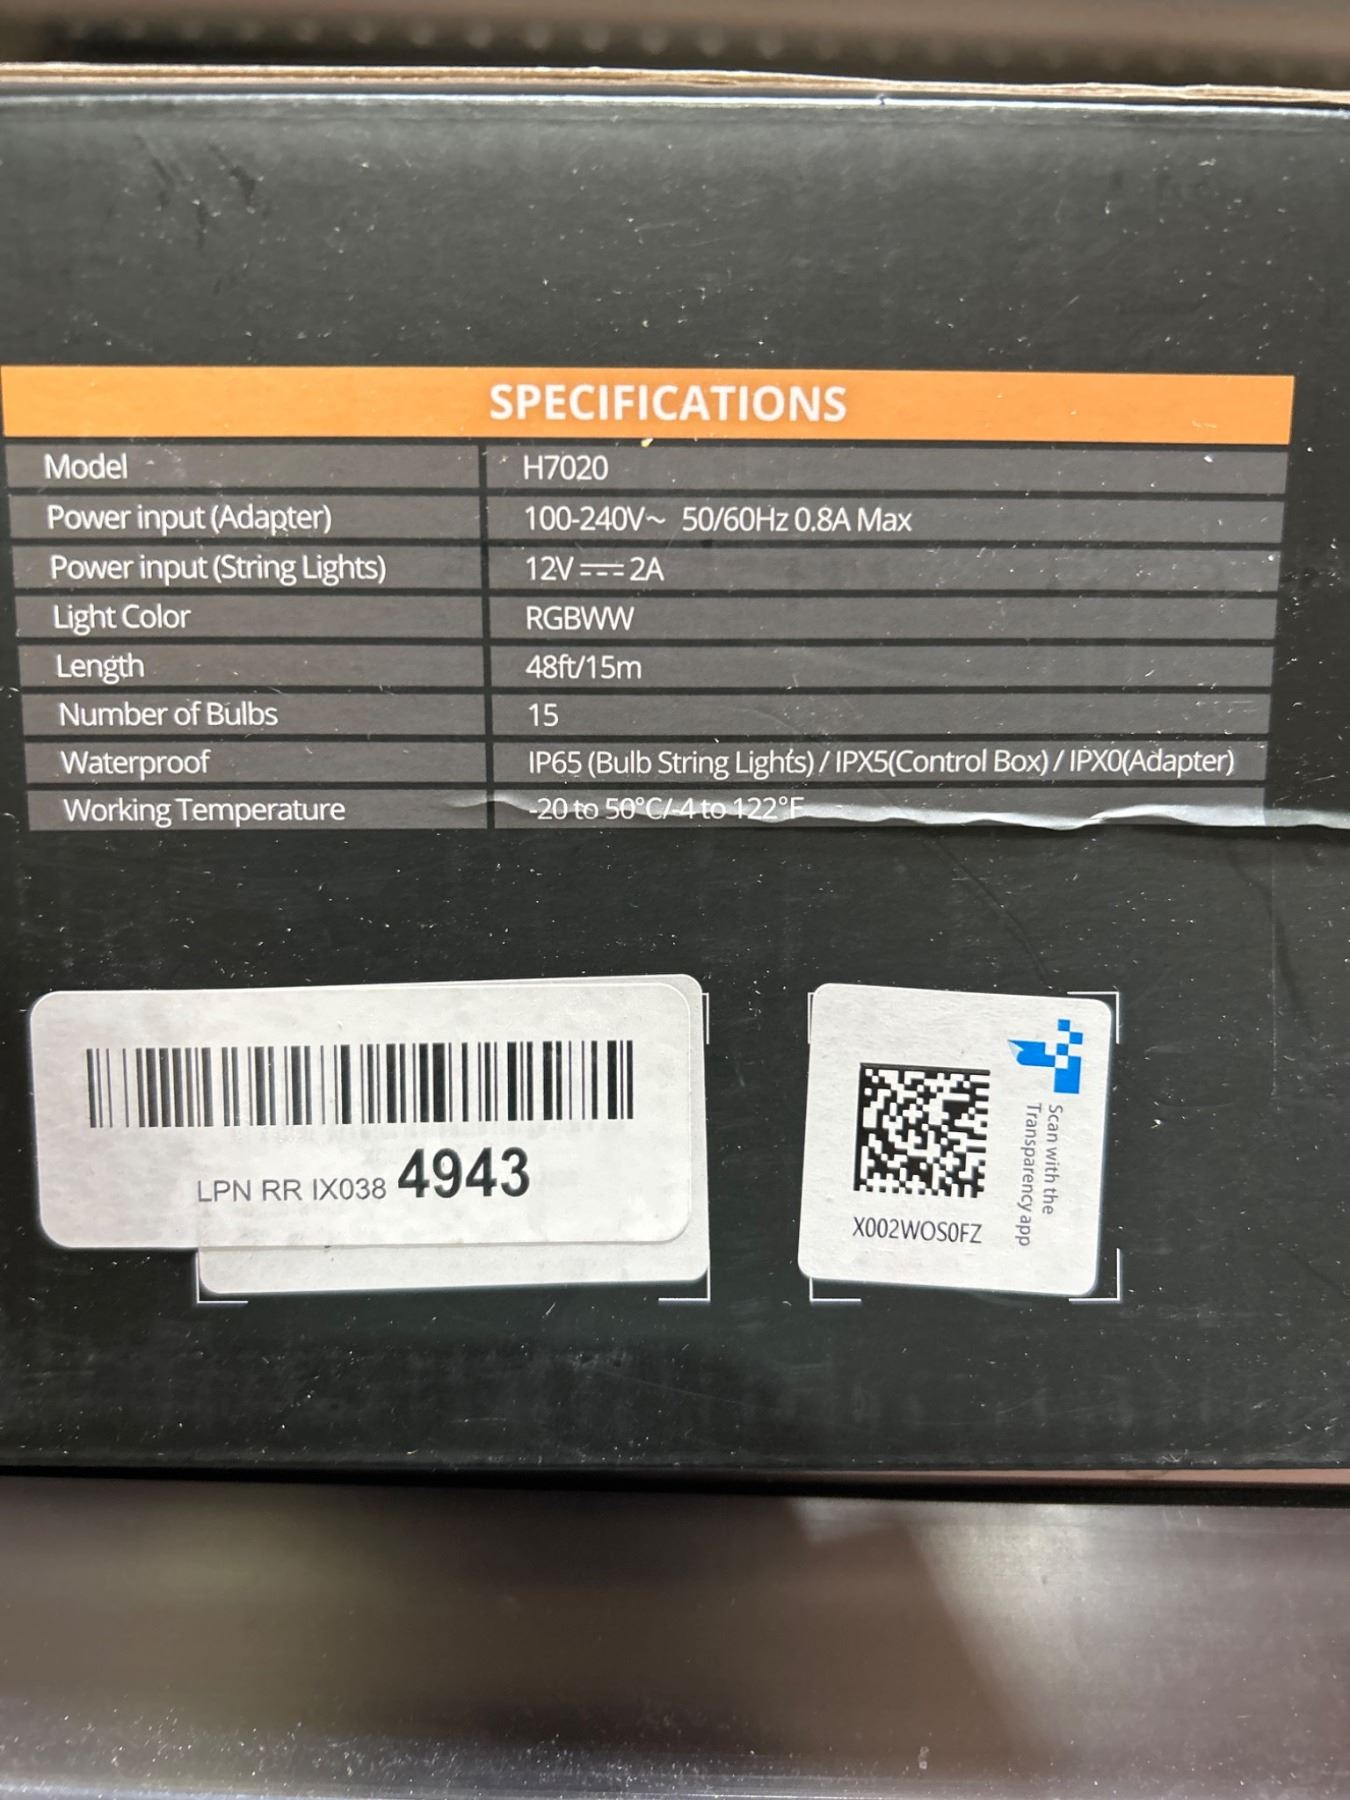 SPECIFICATIONS
Model H7020
Power input (Adapter) 100-240V~ 50/60Hz 0.8A Max
Power input (String Lights) 12V⎓2A
Light Color RGBWW
Length 48ft/15m
Number of Bulbs 15
Waterproof IP65 (Bulb String Lights) / IPX5(Control Box) / IPX0(Adapter)
Working Temperature -20 to 50°C/-4 to 122°F
LPN RR IX038 4943
Scan with the
Transparency app
X002WOS0FZ